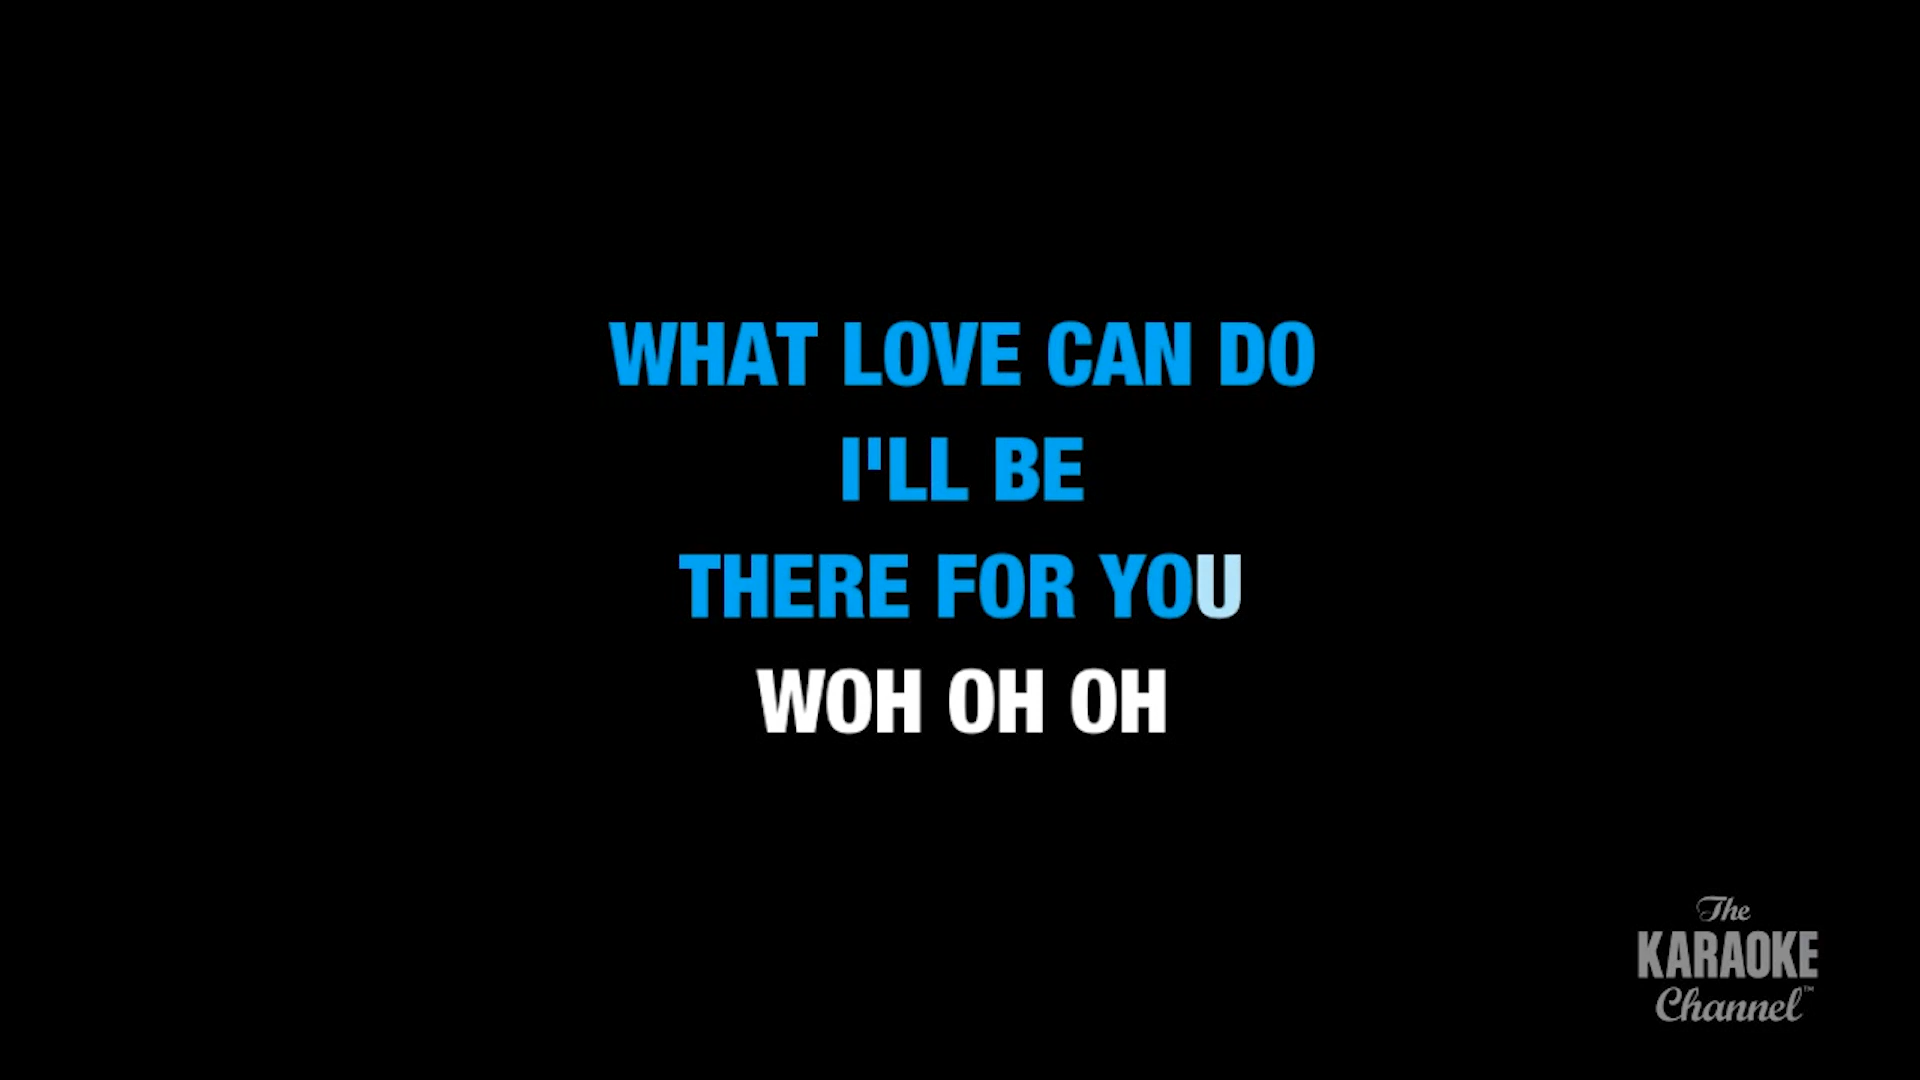 WHAT LOVE CAN DO
I'LL BE
THERE FOR YOU
WOH OH OH
The
KARAOKE
Channel™